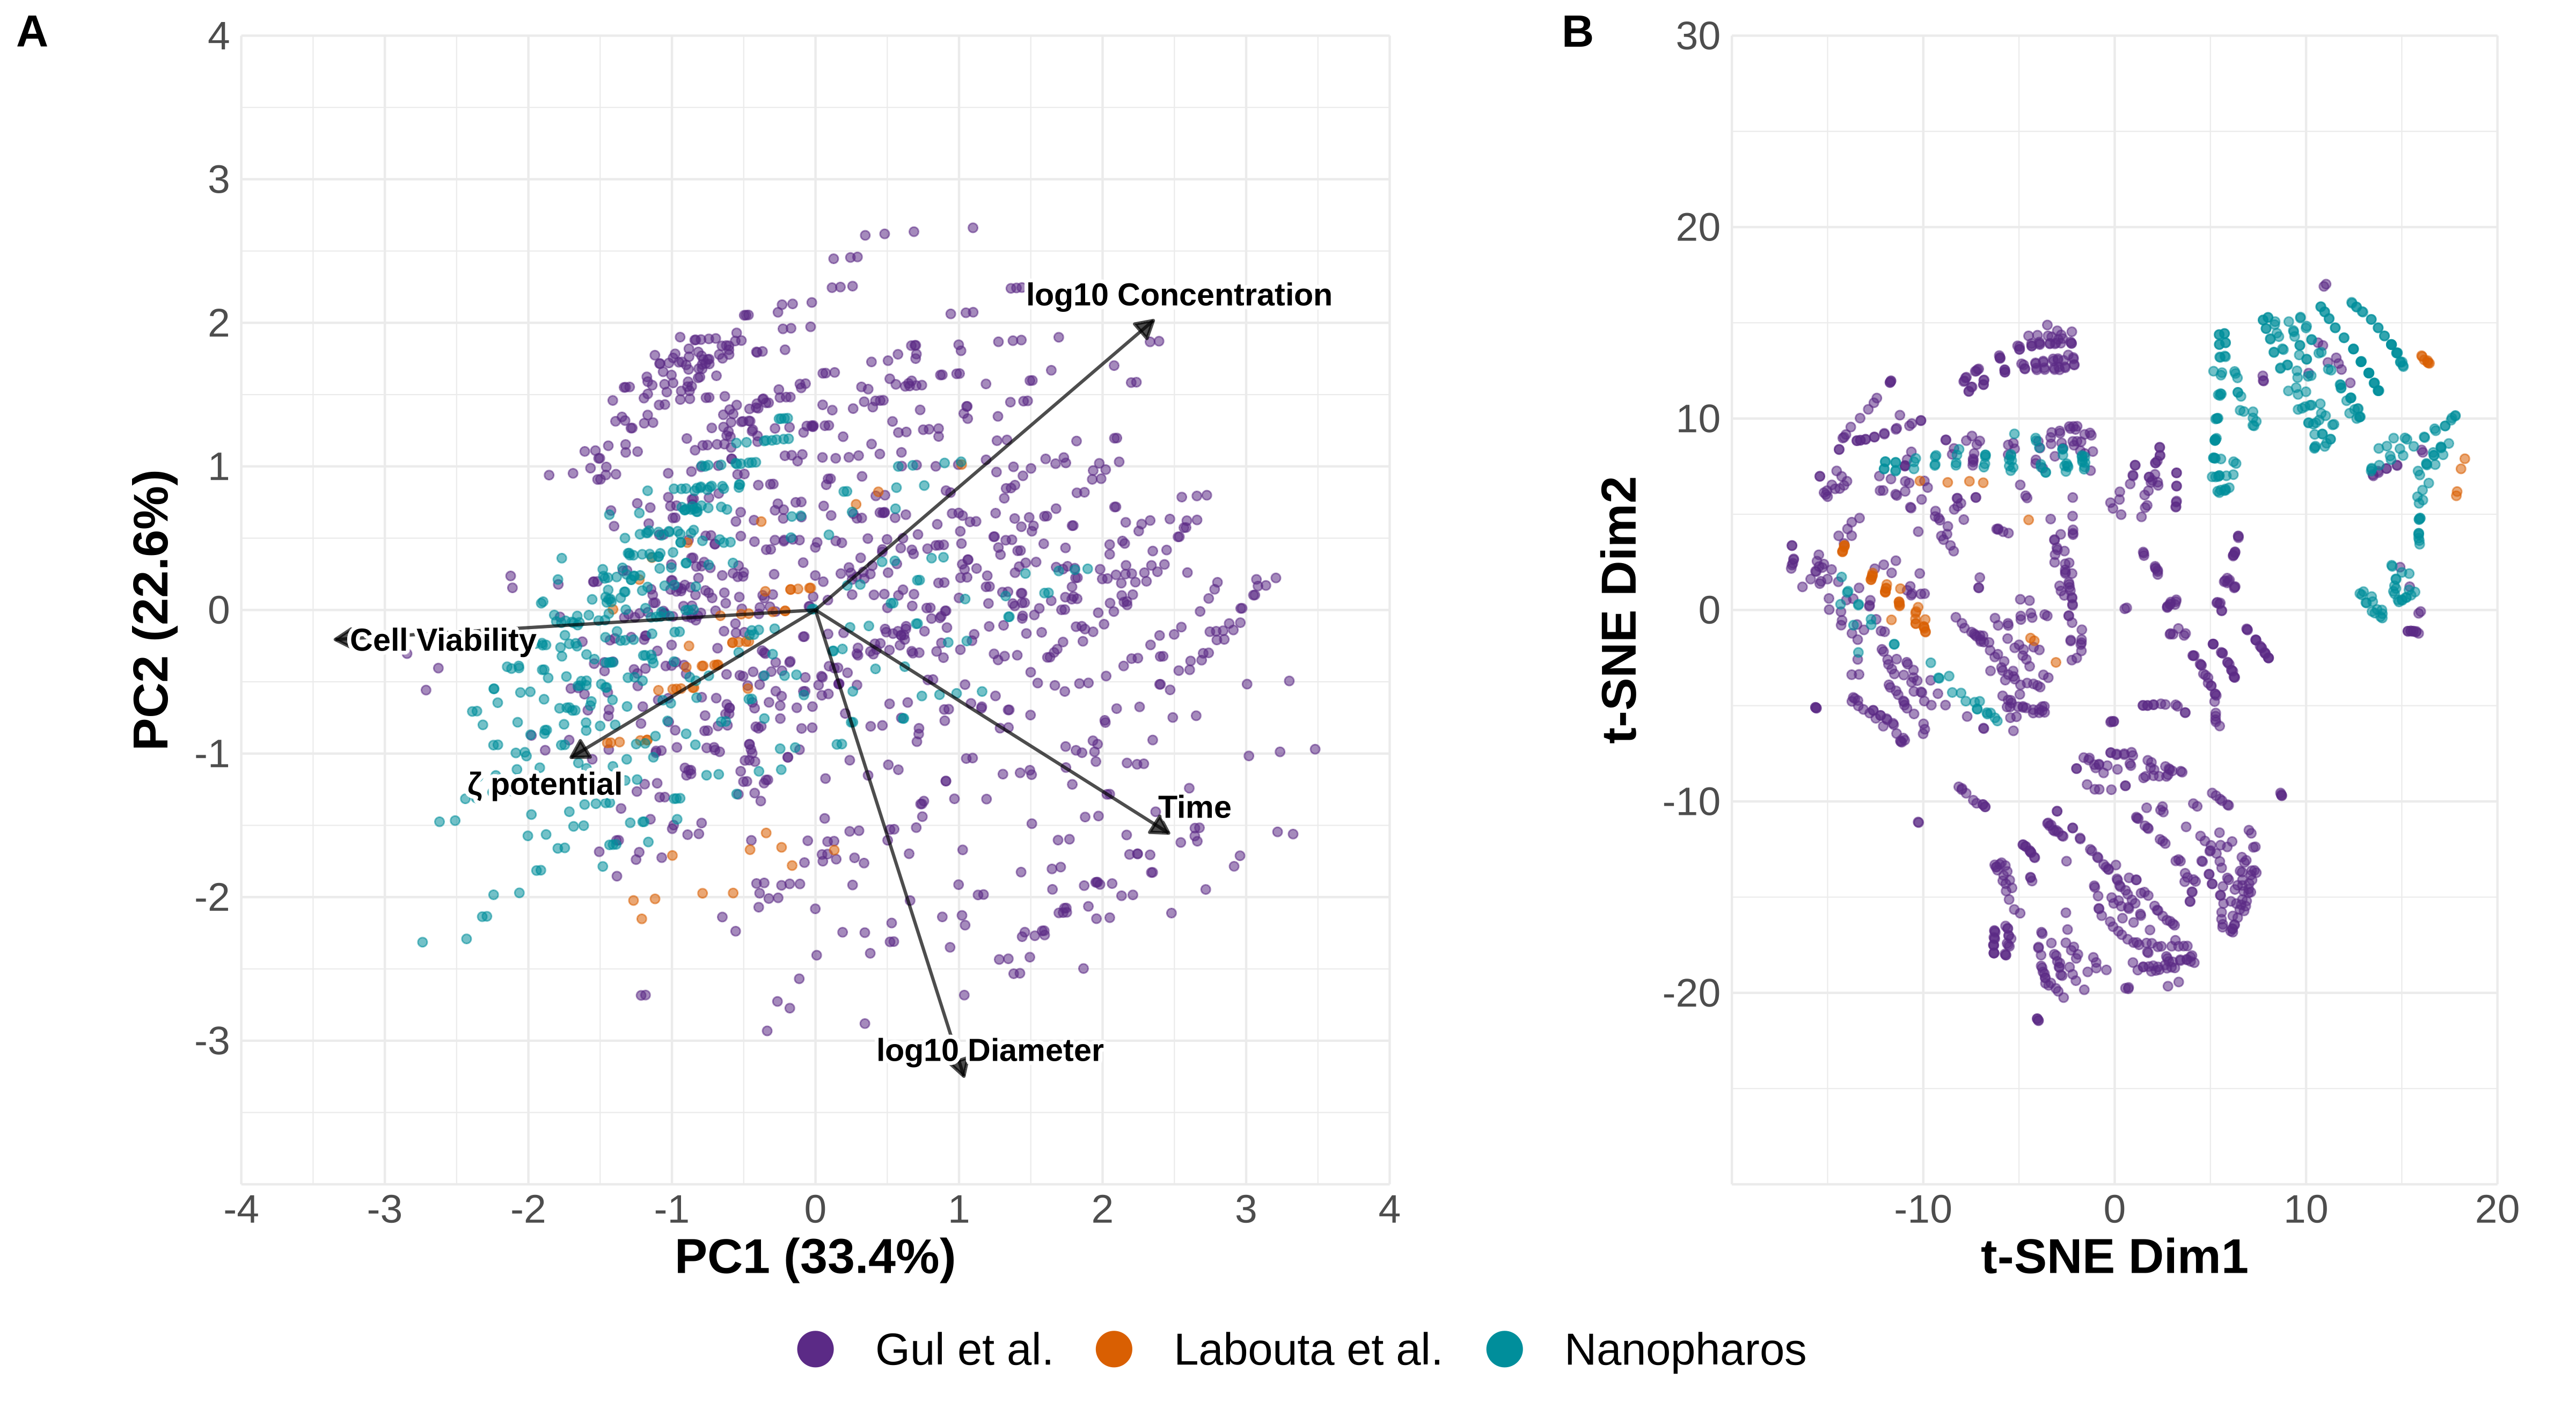 A
B
4
3
2
1
0
-1
-2
-3
PC2 (22.6%)
log10 Concentration
Cell Viability
ζ potential
Time
log10 Diameter
-4 -3 -2 -1 0 1 2 3 4
PC1 (33.4%)
30
20
10
0
-10
-20
t-SNE Dim2
-10 0 10 20
t-SNE Dim1
Gul et al. Labouta et al. Nanopharos